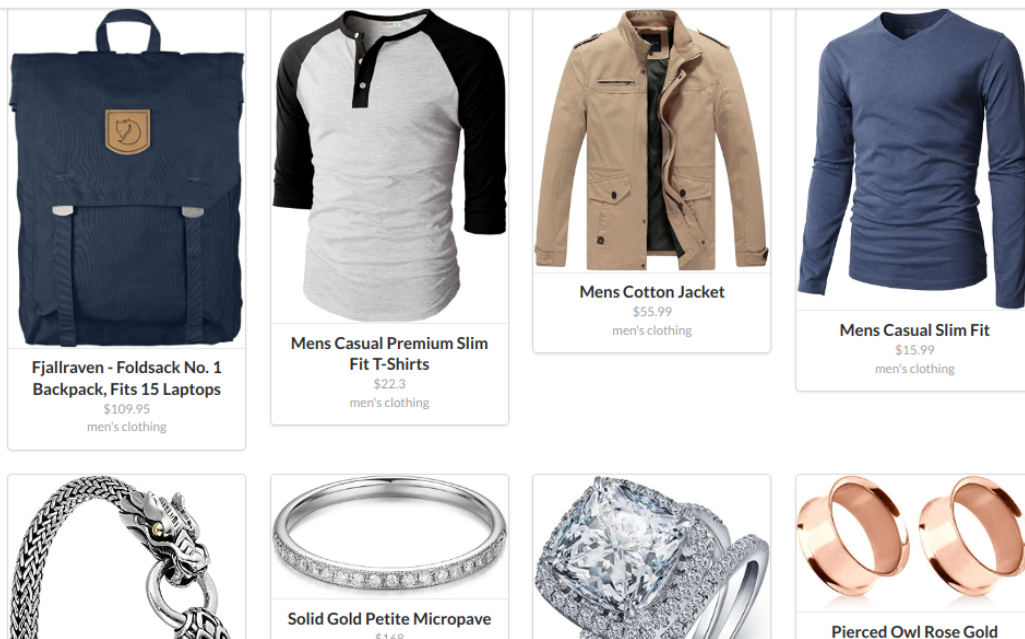 Fjallraven - Foldsack No. 1
Backpack, Fits 15 Laptops
$109.95
men's clothing
Mens Casual Premium Slim
Fit T-Shirts
$22.3
men's clothing
Mens Cotton Jacket
$55.99
men's clothing
Mens Casual Slim Fit
$15.99
men's clothing
Solid Gold Petite Micropave
$168
Pierced Owl Rose Gold